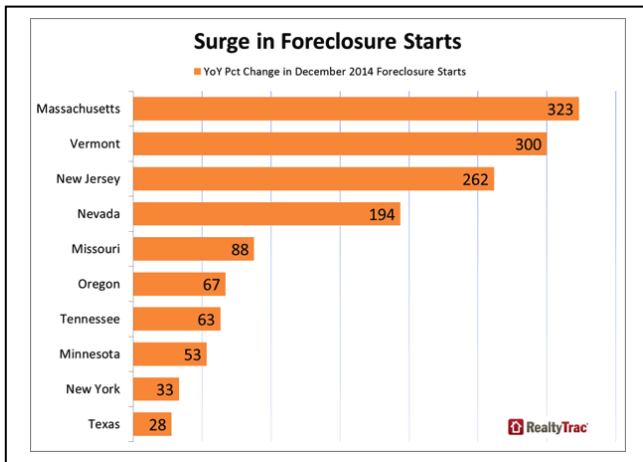 Surge in Foreclosure Starts
YoY Pct Change in December 2014 Foreclosure Starts
Massachusetts 323
Vermont 300
New Jersey 262
Nevada 194
Missouri 88
Oregon 67
Tennessee 63
Minnesota 53
New York 33
Texas 28
RealtyTrac